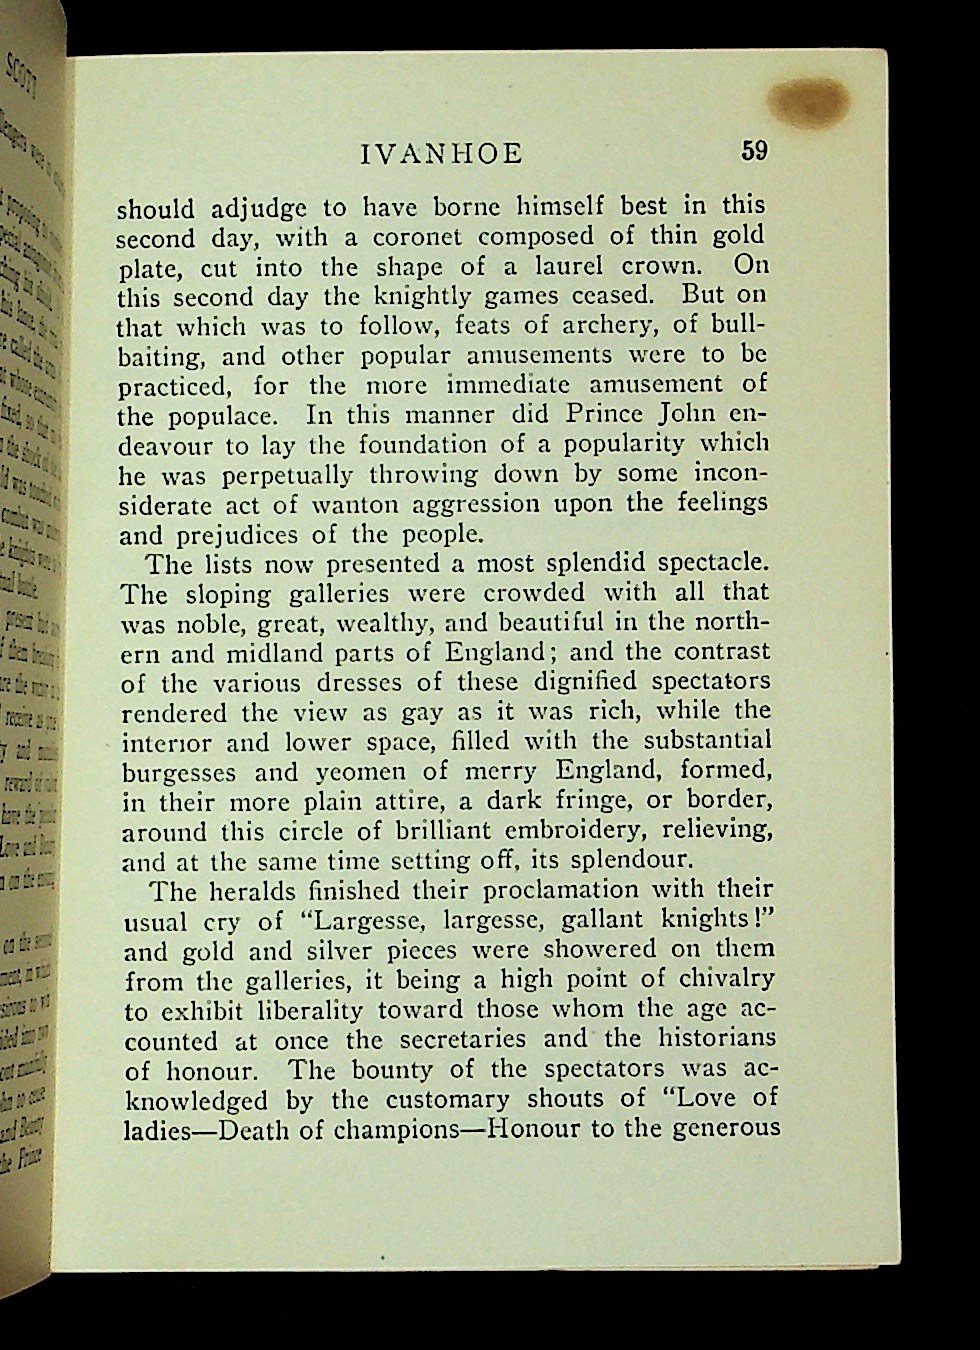 SCOTT
IVANHOE 59
should adjudge to have borne himself best in this
second day, with a coronet composed of thin gold
plate, cut into the shape of a laurel crown. On
this second day the knightly games ceased. But on
that which was to follow, feats of archery, of bull-
baiting, and other popular amusements were to be
practiced, for the more immediate amusement of
the populace. In this manner did Prince John en-
deavour to lay the foundation of a popularity which
he was perpetually throwing down by some incon-
siderate act of wanton aggression upon the feelings
and prejudices of the people.
The lists now presented a most splendid spectacle.
The sloping galleries were crowded with all that
was noble, great, wealthy, and beautiful in the north-
ern and midland parts of England; and the contrast
of the various dresses of these dignified spectators
rendered the view as gay as it was rich, while the
interior and lower space, filled with the substantial
burgesses and yeomen of merry England, formed,
in their more plain attire, a dark fringe, or border,
around this circle of brilliant embroidery, relieving,
and at the same time setting off, its splendour.
The heralds finished their proclamation with their
usual cry of "Largesse, largesse, gallant knights!"
and gold and silver pieces were showered on them
from the galleries, it being a high point of chivalry
to exhibit liberality toward those whom the age ac-
counted at once the secretaries and the historians
of honour. The bounty of the spectators was ac-
knowledged by the customary shouts of "Love of
ladies—Death of champions—Honour to the generous